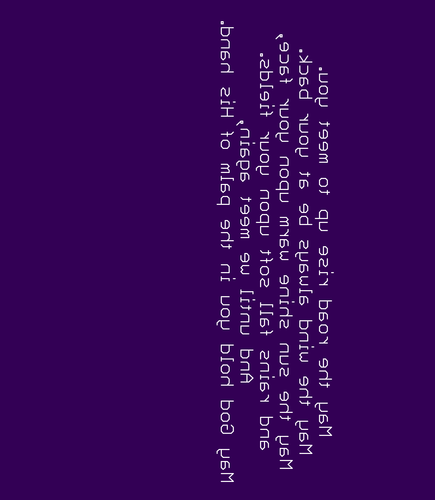 May the road rise up to meet you.
May the wind always be at your back.
May the sun shine warm upon your face,
and rains fall soft upon your fields.
And until we meet again,
May God hold you in the palm of His hand.